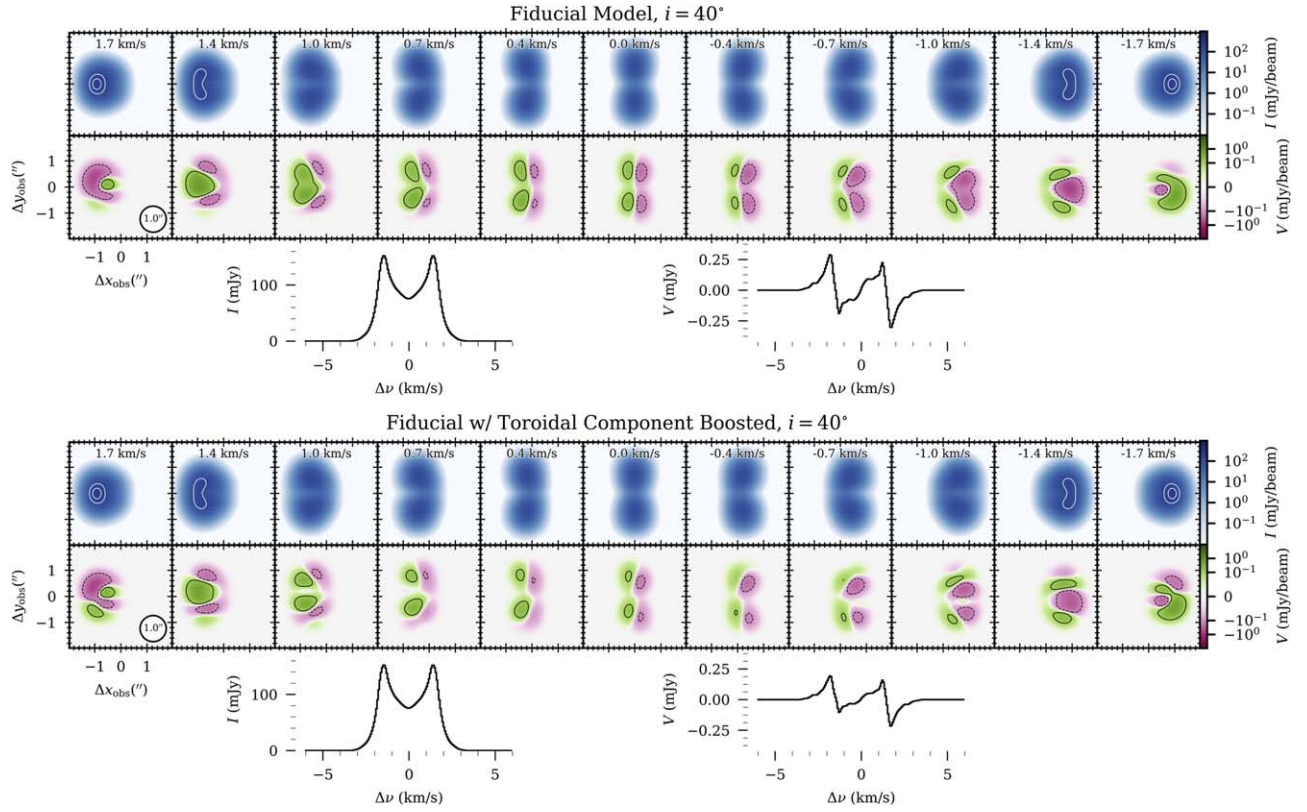 Fiducial Model, i = 40°
1.7 km/s 1.4 km/s 1.0 km/s 0.7 km/s 0.4 km/s 0.0 km/s -0.4 km/s -0.7 km/s -1.0 km/s -1.4 km/s -1.7 km/s
10² 10¹ 10⁰ 10⁻¹
I (mJy/beam)
Δy_obs('')
1 0 −1
1.0''
10⁰ 10⁻¹ 0 −10⁻¹ −10⁰
V (mJy/beam)
−1 0 1
Δx_obs('')
I (mJy)
100
0
−5 0 5
Δν (km/s)
V (mJy)
0.25
0.00
−0.25
−5 0 5
Δν (km/s)
Fiducial w/ Toroidal Component Boosted, i = 40°
1.7 km/s 1.4 km/s 1.0 km/s 0.7 km/s 0.4 km/s 0.0 km/s -0.4 km/s -0.7 km/s -1.0 km/s -1.4 km/s -1.7 km/s
10² 10¹ 10⁰ 10⁻¹
I (mJy/beam)
Δy_obs('')
1 0 −1
1.0''
10⁰ 10⁻¹ 0 −10⁻¹ −10⁰
V (mJy/beam)
−1 0 1
Δx_obs('')
I (mJy)
100
0
−5 0 5
Δν (km/s)
V (mJy)
0.25
0.00
−0.25
−5 0 5
Δν (km/s)